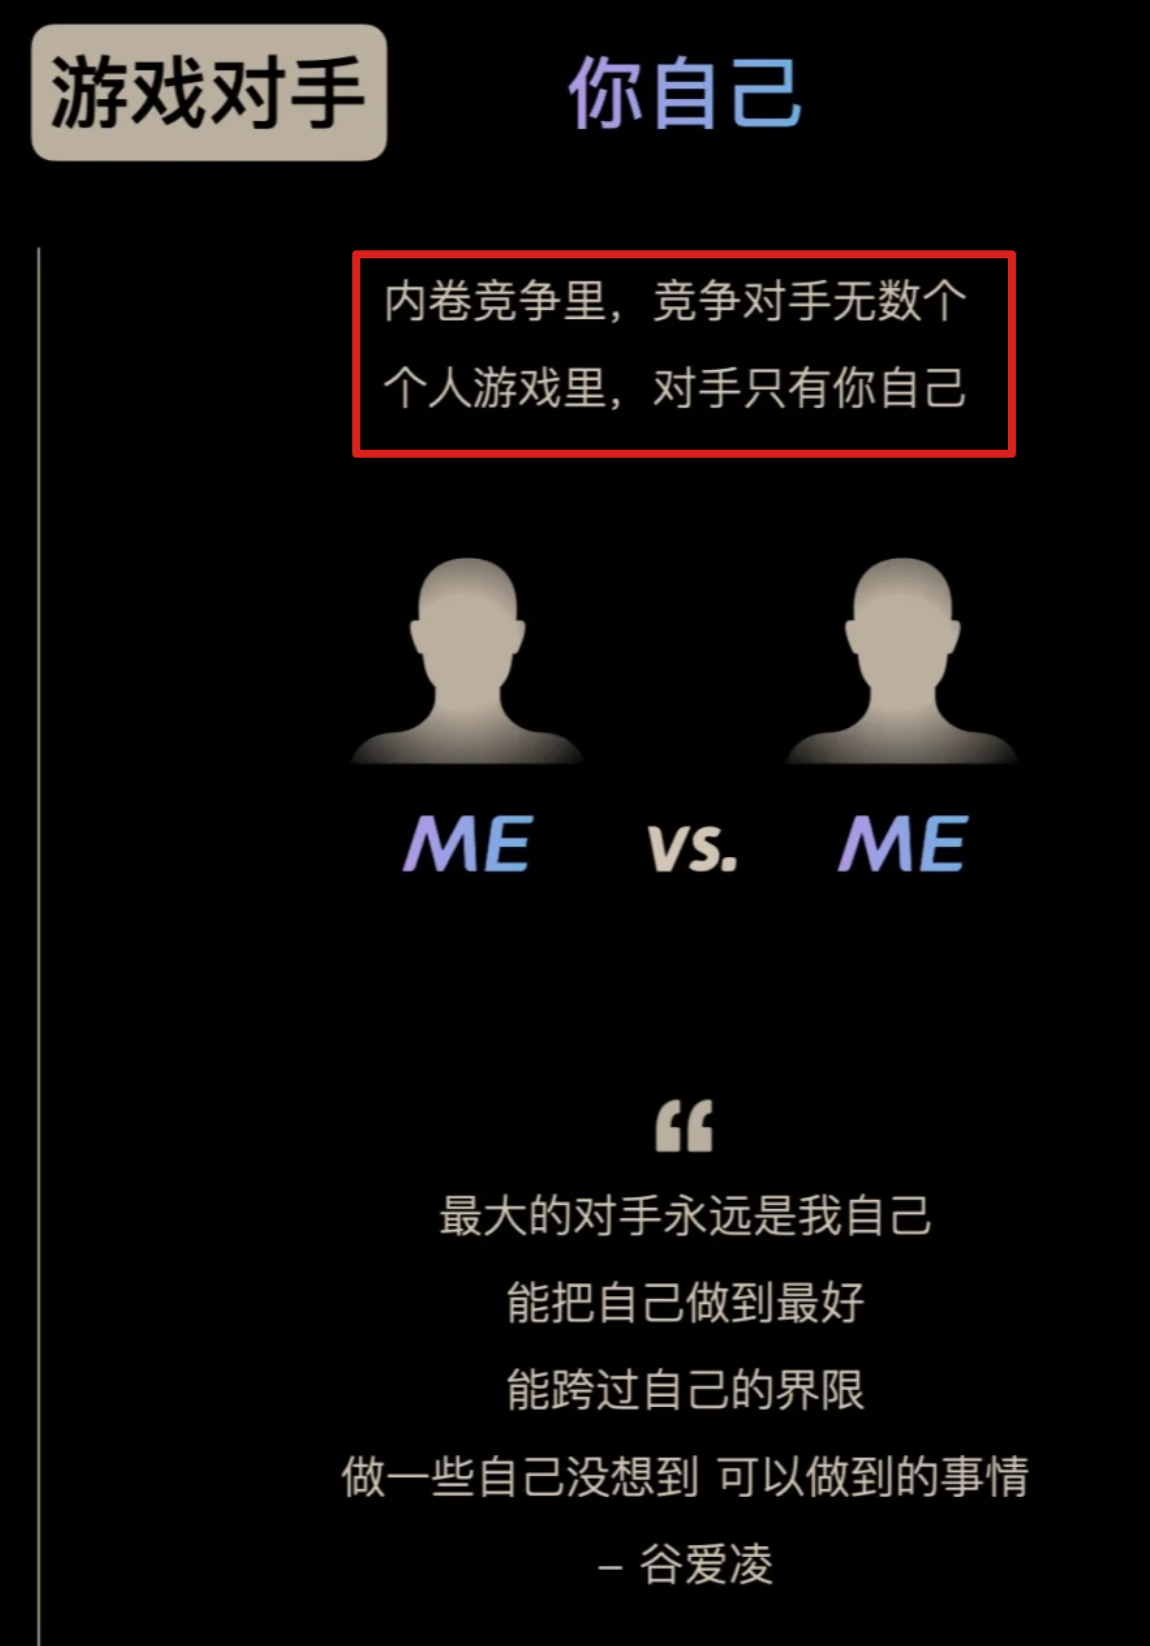 游戏对手
你自己
内卷竞争里，竞争对手无数个
个人游戏里，对手只有你自己
ME vs. ME
“
最大的对手永远是我自己
能把自己做到最好
能跨过自己的界限
做一些自己没想到 可以做到的事情
– 谷爱凌